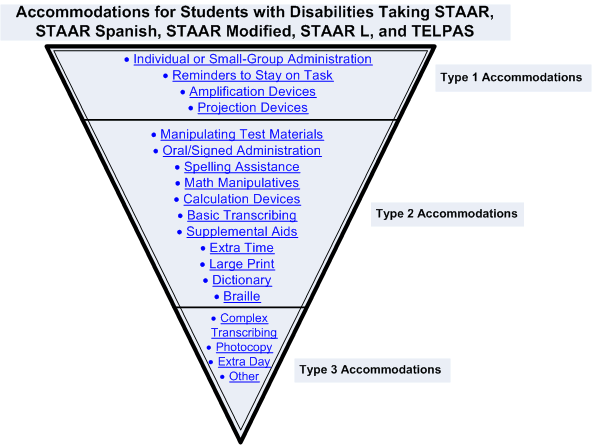 Accommodations for Students with Disabilities Taking STAAR,
STAAR Spanish, STAAR Modified, STAAR L, and TELPAS
• Individual or Small-Group Administration
• Reminders to Stay on Task
• Amplification Devices
• Projection Devices
Type 1 Accommodations
• Manipulating Test Materials
• Oral/Signed Administration
• Spelling Assistance
• Math Manipulatives
• Calculation Devices
• Basic Transcribing
• Supplemental Aids
• Extra Time
• Large Print
• Dictionary
• Braille
Type 2 Accommodations
• Complex
Transcribing
• Photocopy
• Extra Day
• Other
Type 3 Accommodations